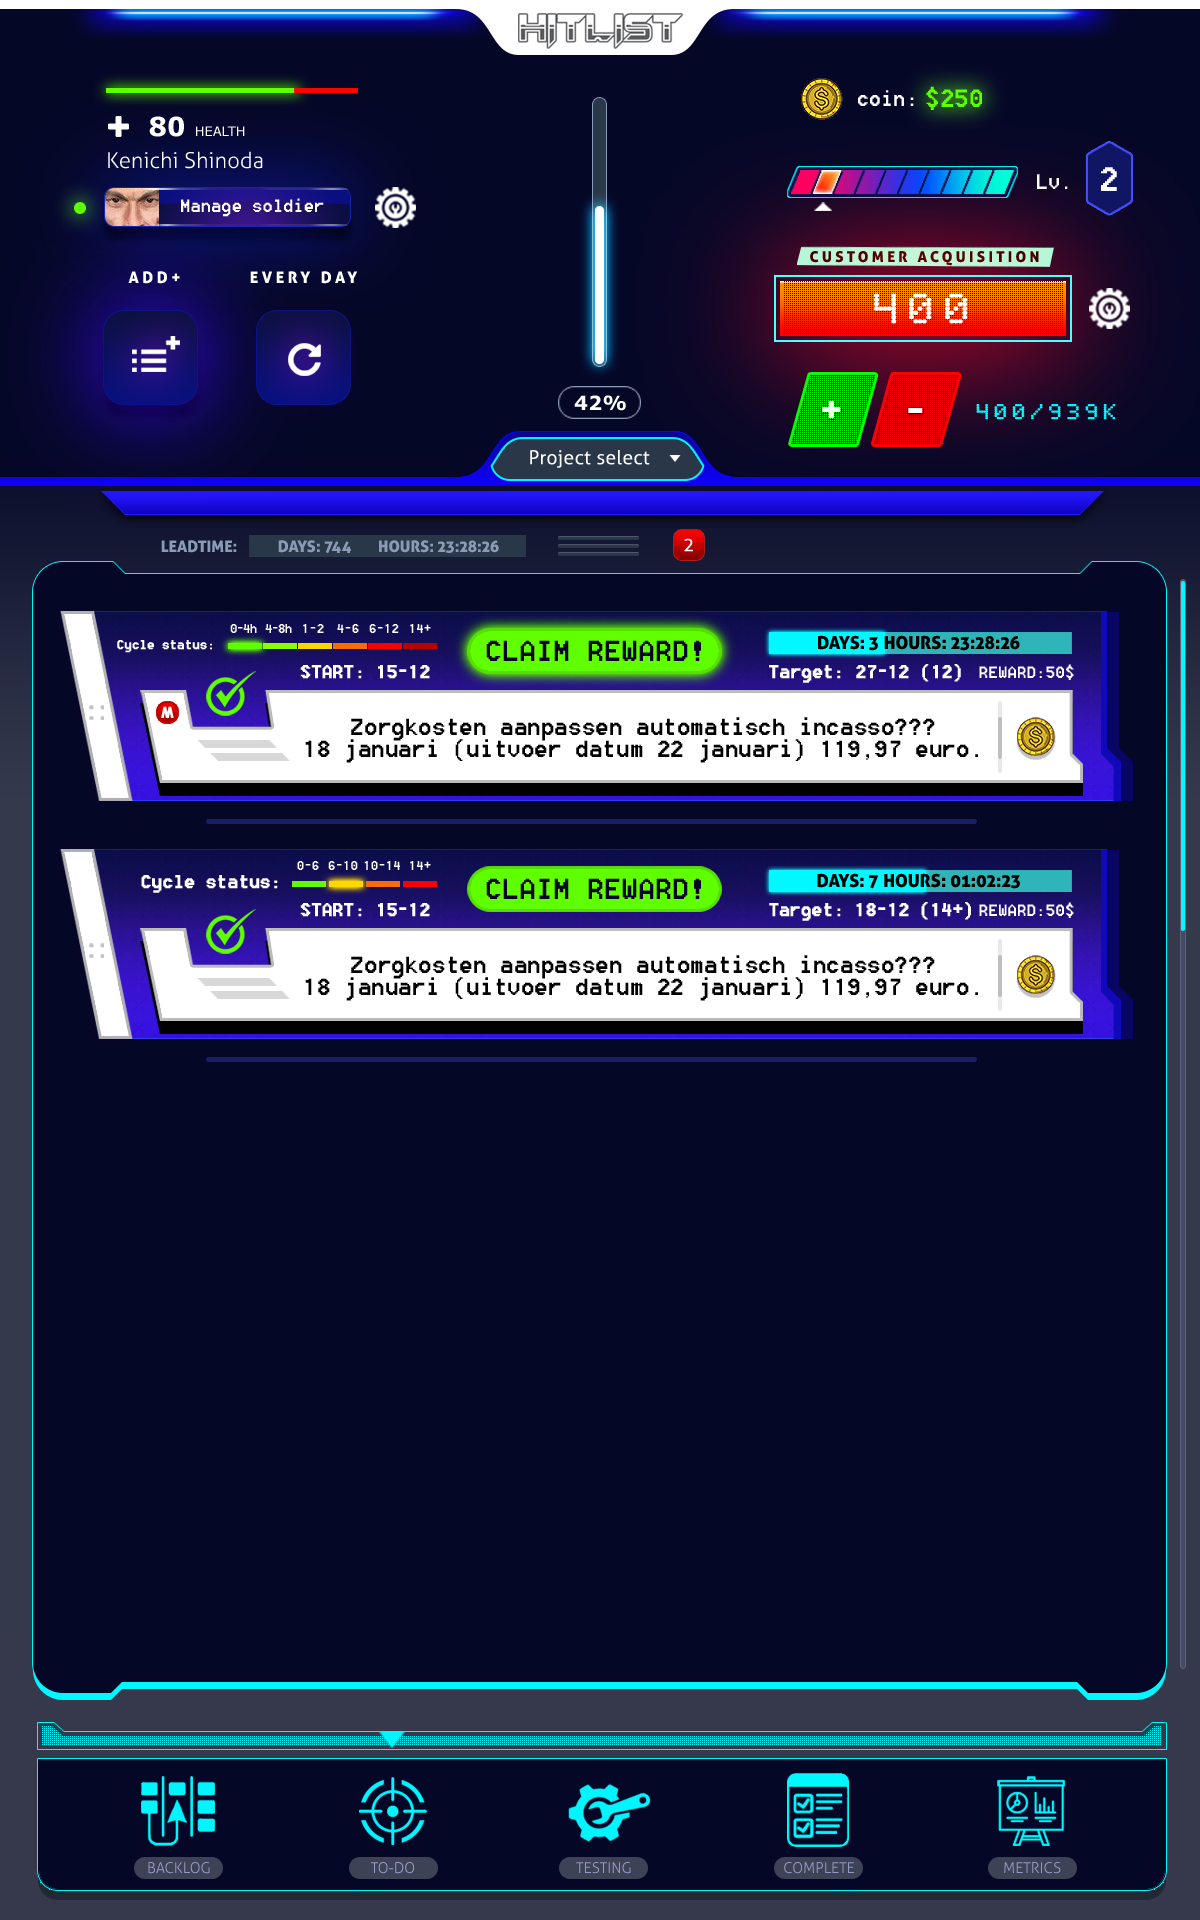 HITLIST
80 HEALTH
Kenichi Shinoda
Manage soldier
ADD+
EVERY DAY
42%
Project select
coin: $250
Lv. 2
CUSTOMER ACQUISITION
400
+
-
400/939K
LEADTIME: DAYS: 744 HOURS: 23:28:26
2
0-4h 4-8h 1-2 4-6 6-12 14+
Cycle status:
START: 15-12
CLAIM REWARD!
DAYS: 3 HOURS: 23:28:26
Target: 27-12 (12) REWARD:50$
M
Zorgkosten aanpassen automatisch incasso???
18 januari (uitvoer datum 22 januari) 119,97 euro.
0-6 6-10 10-14 14+
Cycle status:
START: 15-12
CLAIM REWARD!
DAYS: 7 HOURS: 01:02:23
Target: 18-12 (14+) REWARD:50$
Zorgkosten aanpassen automatisch incasso???
18 januari (uitvoer datum 22 januari) 119,97 euro.
BACKLOG
TO-DO
TESTING
COMPLETE
METRICS